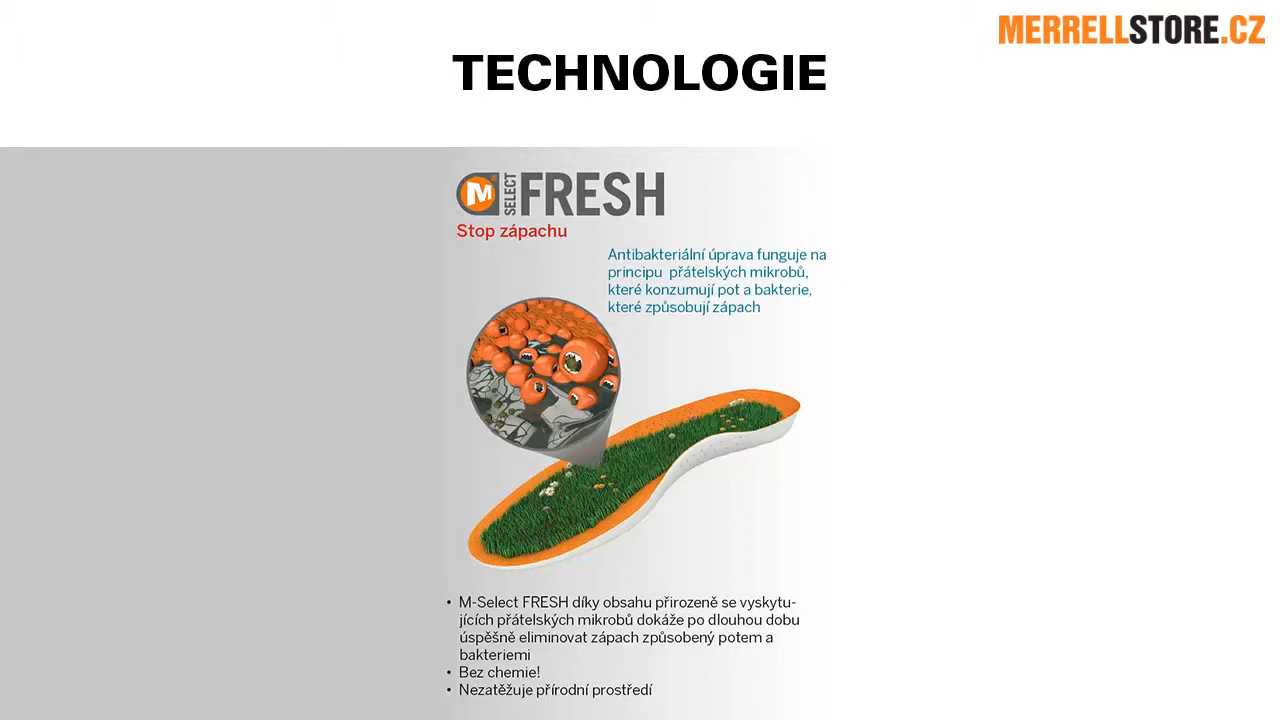 MERRELLSTORE.CZ
TECHNOLOGIE
M SELECT FRESH
Stop zápachu
Antibakteriální úprava funguje na
principu přátelských mikrobů,
které konzumují pot a bakterie,
které způsobují zápach
• M-Select FRESH díky obsahu přirozeně se vyskytu-
jících přátelských mikrobů dokáže po dlouhou dobu
úspěšně eliminovat zápach způsobený potem a
bakteriemi
• Bez chemie!
• Nezatěžuje přírodní prostředí